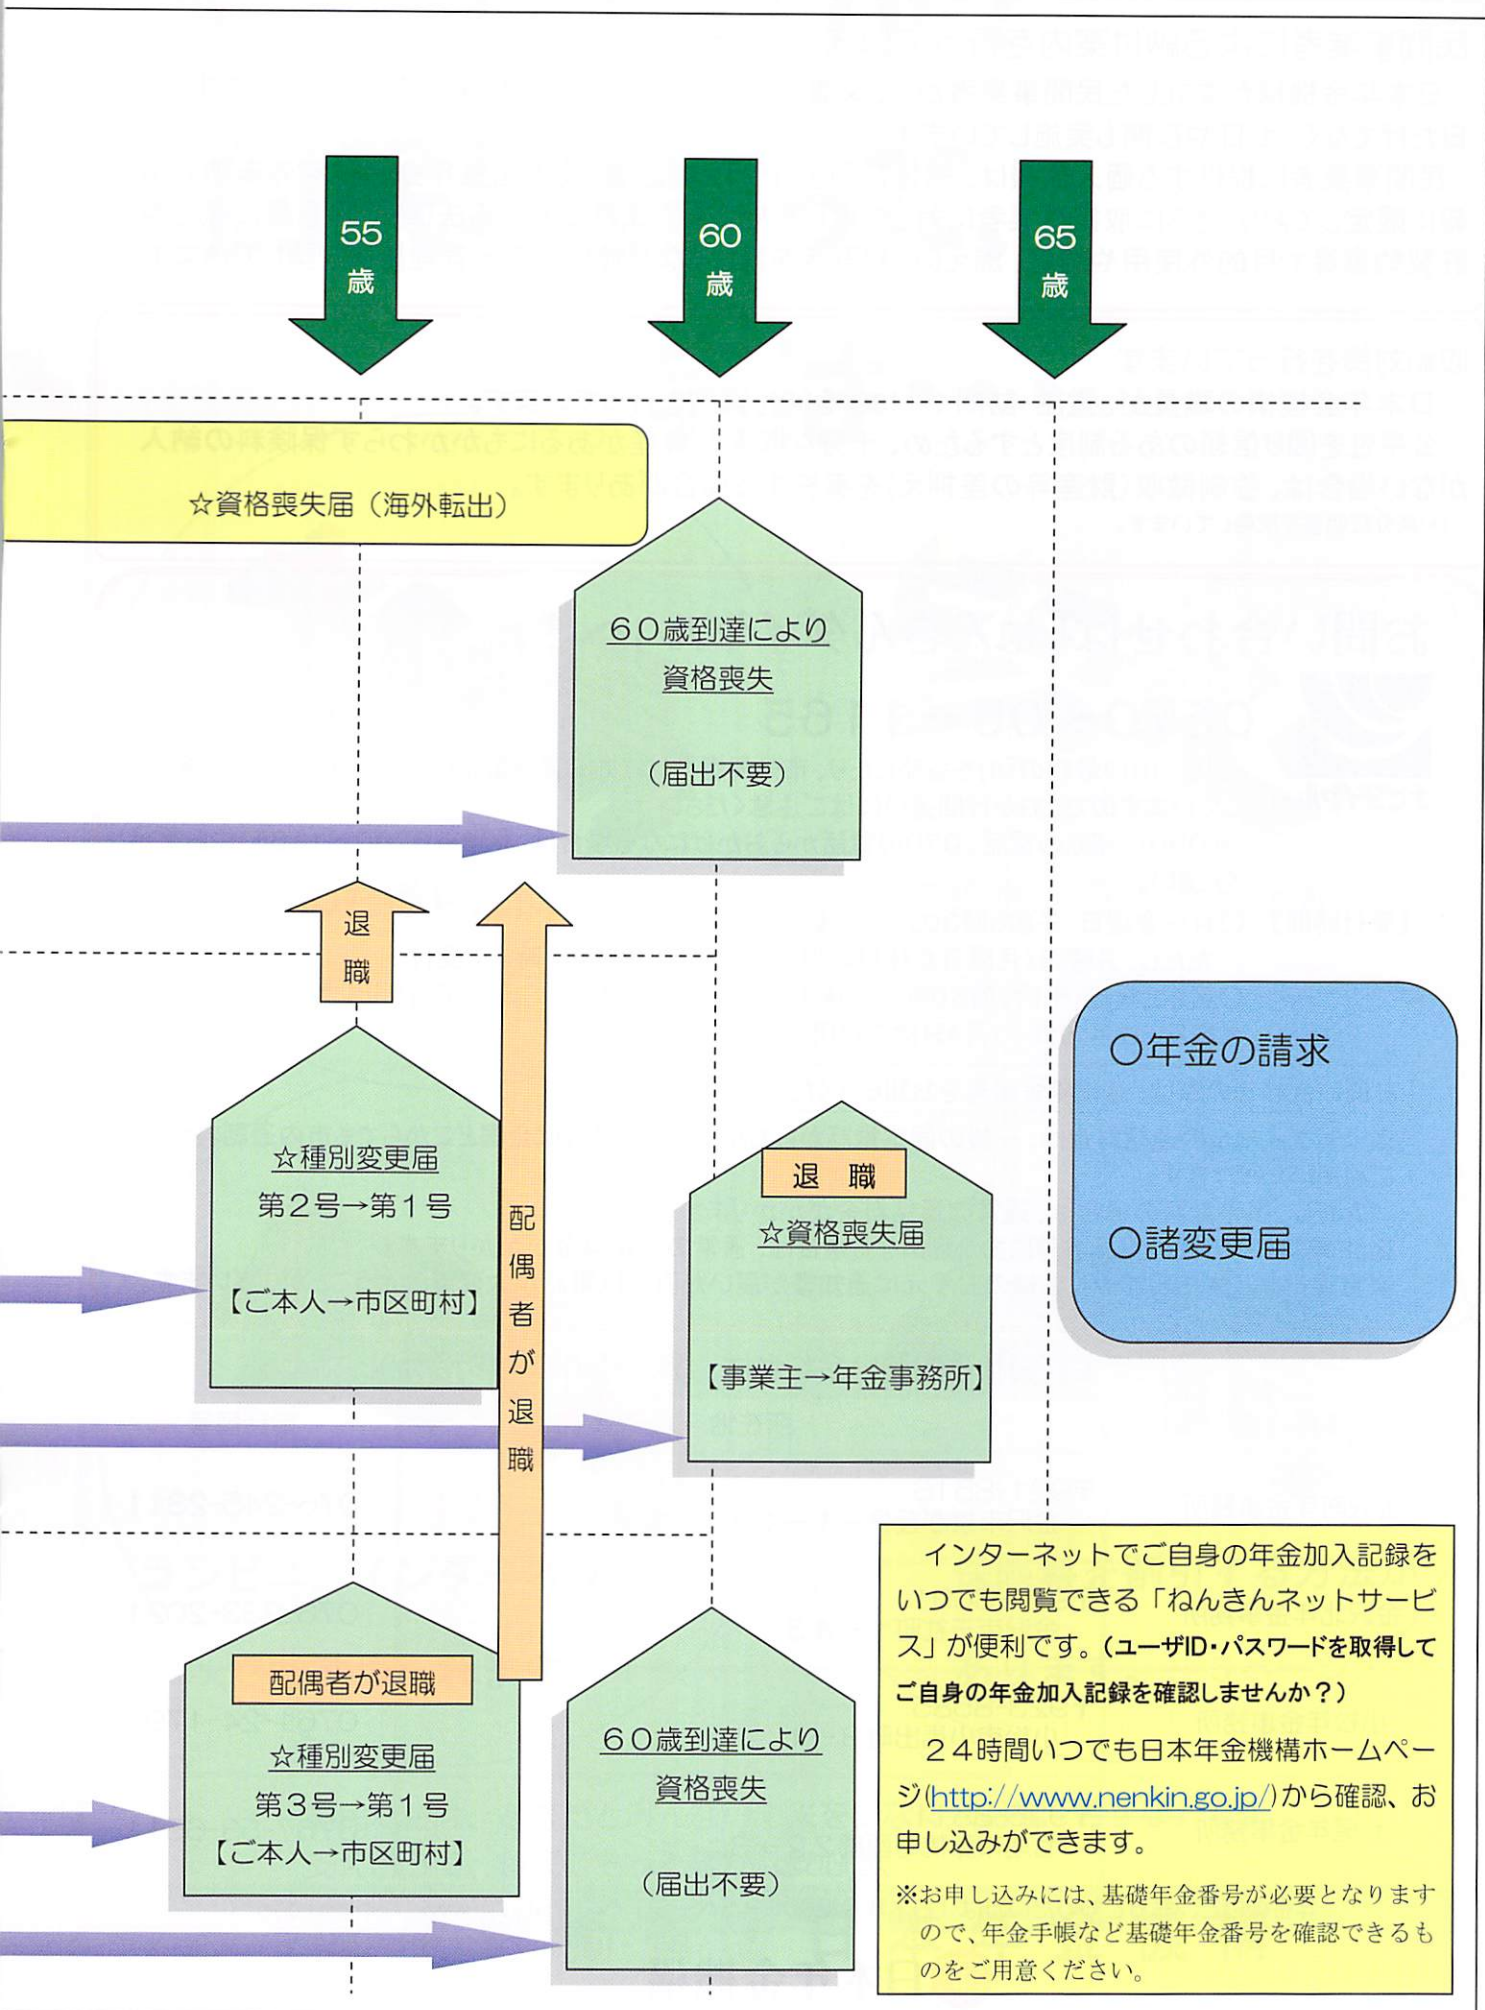 55
歳
60
歳
65
歳
☆資格喪失届（海外転出）
６０歳到達により
資格喪失
（届出不要）
退
職
☆種別変更届
第２号→第１号
【ご本人→市区町村】
配
偶
者
が
退
職
退　職
☆資格喪失届
【事業主→年金事務所】
〇年金の請求
〇諸変更届
配偶者が退職
☆種別変更届
第３号→第１号
【ご本人→市区町村】
６０歳到達により
資格喪失
（届出不要）
インターネットでご自身の年金加入記録を
いつでも閲覧できる「ねんきんネットサービ
ス」が便利です。（ユーザID・パスワードを取得して
ご自身の年金加入記録を確認しませんか？）
２４時間いつでも日本年金機構ホームペー
ジ(http://www.nenkin.go.jp/)から確認、お
申し込みができます。
※お申し込みには、基礎年金番号が必要となります
ので、年金手帳など基礎年金番号を確認できるも
のをご用意ください。